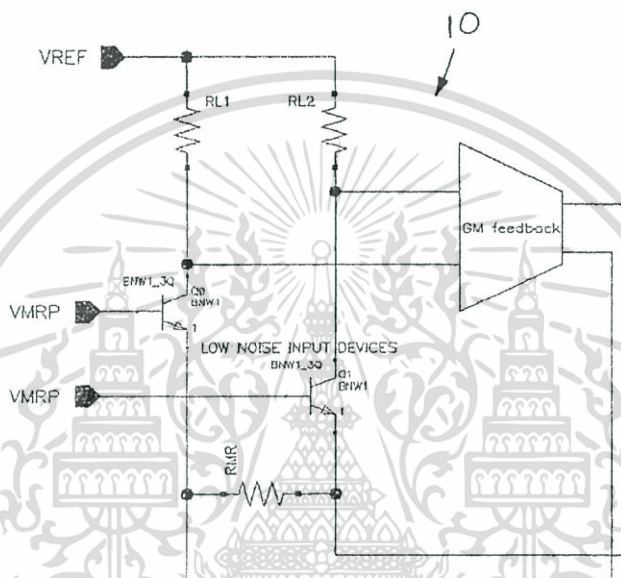 10
VREF
RL1
RL2
GM feedback
BNW1_3Q
Q0
BNW1
VMRP
1
LOW NOISE INPUT DEVICES
BNW1_3Q
Q1
BNW1
VMRP
1
RMR